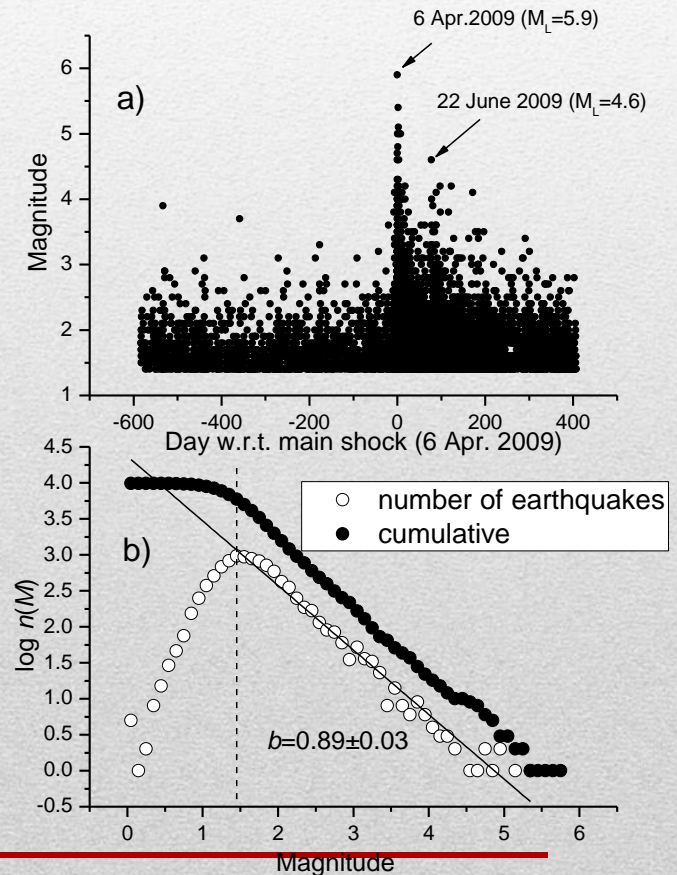 6 Apr.2009 (M_L=5.9)
a)
22 June 2009 (M_L=4.6)
Magnitude
6
5
4
3
2
1
-600 -400 -200 0 200 400
Day w.r.t. main shock (6 Apr. 2009)
4.5
4.0
3.5
3.0
2.5
2.0
1.5
1.0
0.5
0.0
-0.5
log n(M)
number of earthquakes
cumulative
b)
b=0.89±0.03
0 1 2 3 4 5 6
Magnitude